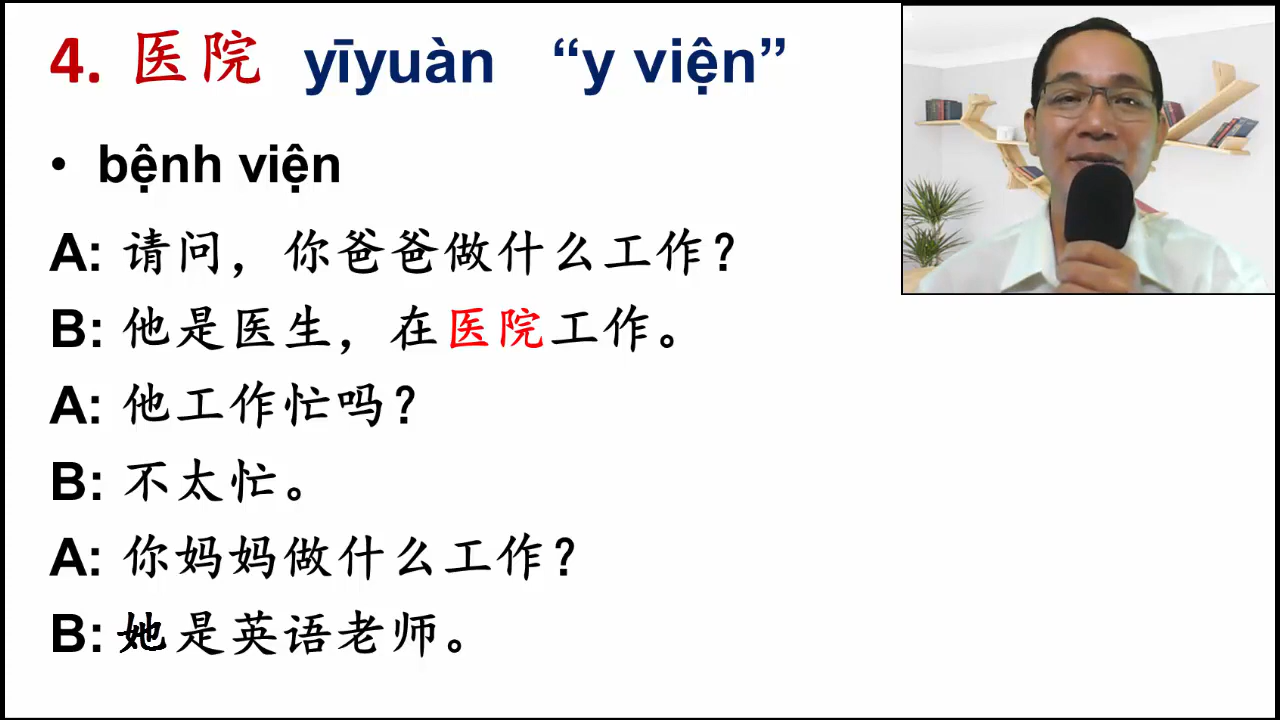 4. 医院 yīyuàn “y viện”
• bệnh viện
A: 请问，你爸爸做什么工作？
B: 他是医生，在医院工作。
A: 他工作忙吗？
B: 不太忙。
A: 你妈妈做什么工作？
B: 她是英语老师。